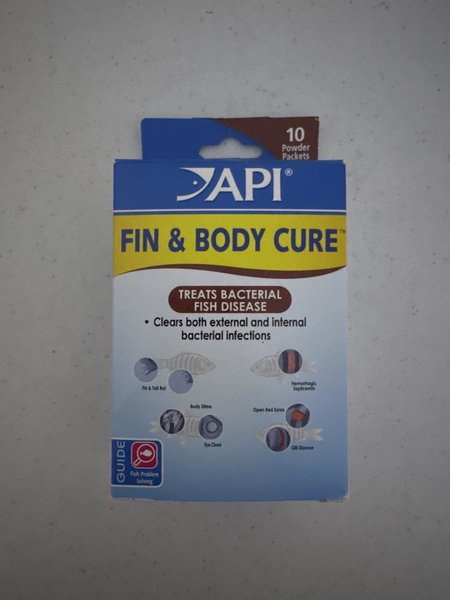 10
Powder
Packets
API®
FIN & BODY CURE™
TREATS BACTERIAL
FISH DISEASE
• Clears both external and internal
bacterial infections
Fin & Tail Rot
Hemorrhagic
Septicemia
Body Slime
Eye Cloud
Open Red Sores
Gill Disease
GUIDE
Fish Problem
Solving